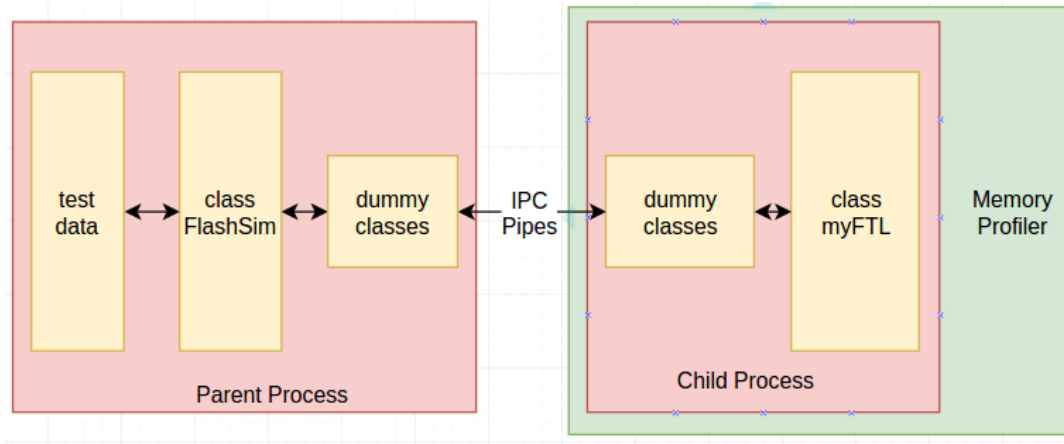 test
data
class
FlashSim
dummy
classes
IPC
Pipes
dummy
classes
class
myFTL
Memory
Profiler
Parent Process
Child Process